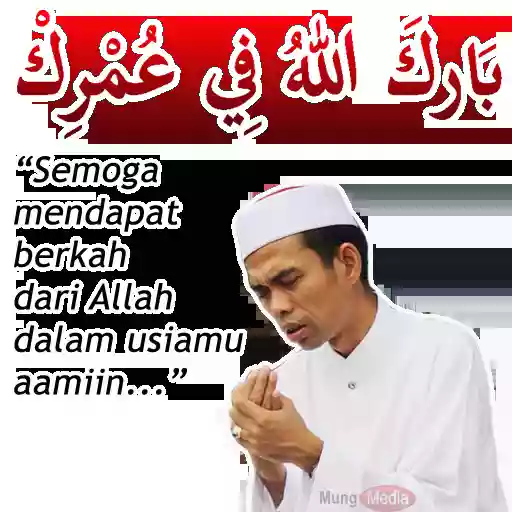 بَارِكَ اللّٰهُ فِي عُمْرِكْ
“Semoga
mendapat
berkah
dari Allah
dalam usiamu
aamiin...”
Mung Media